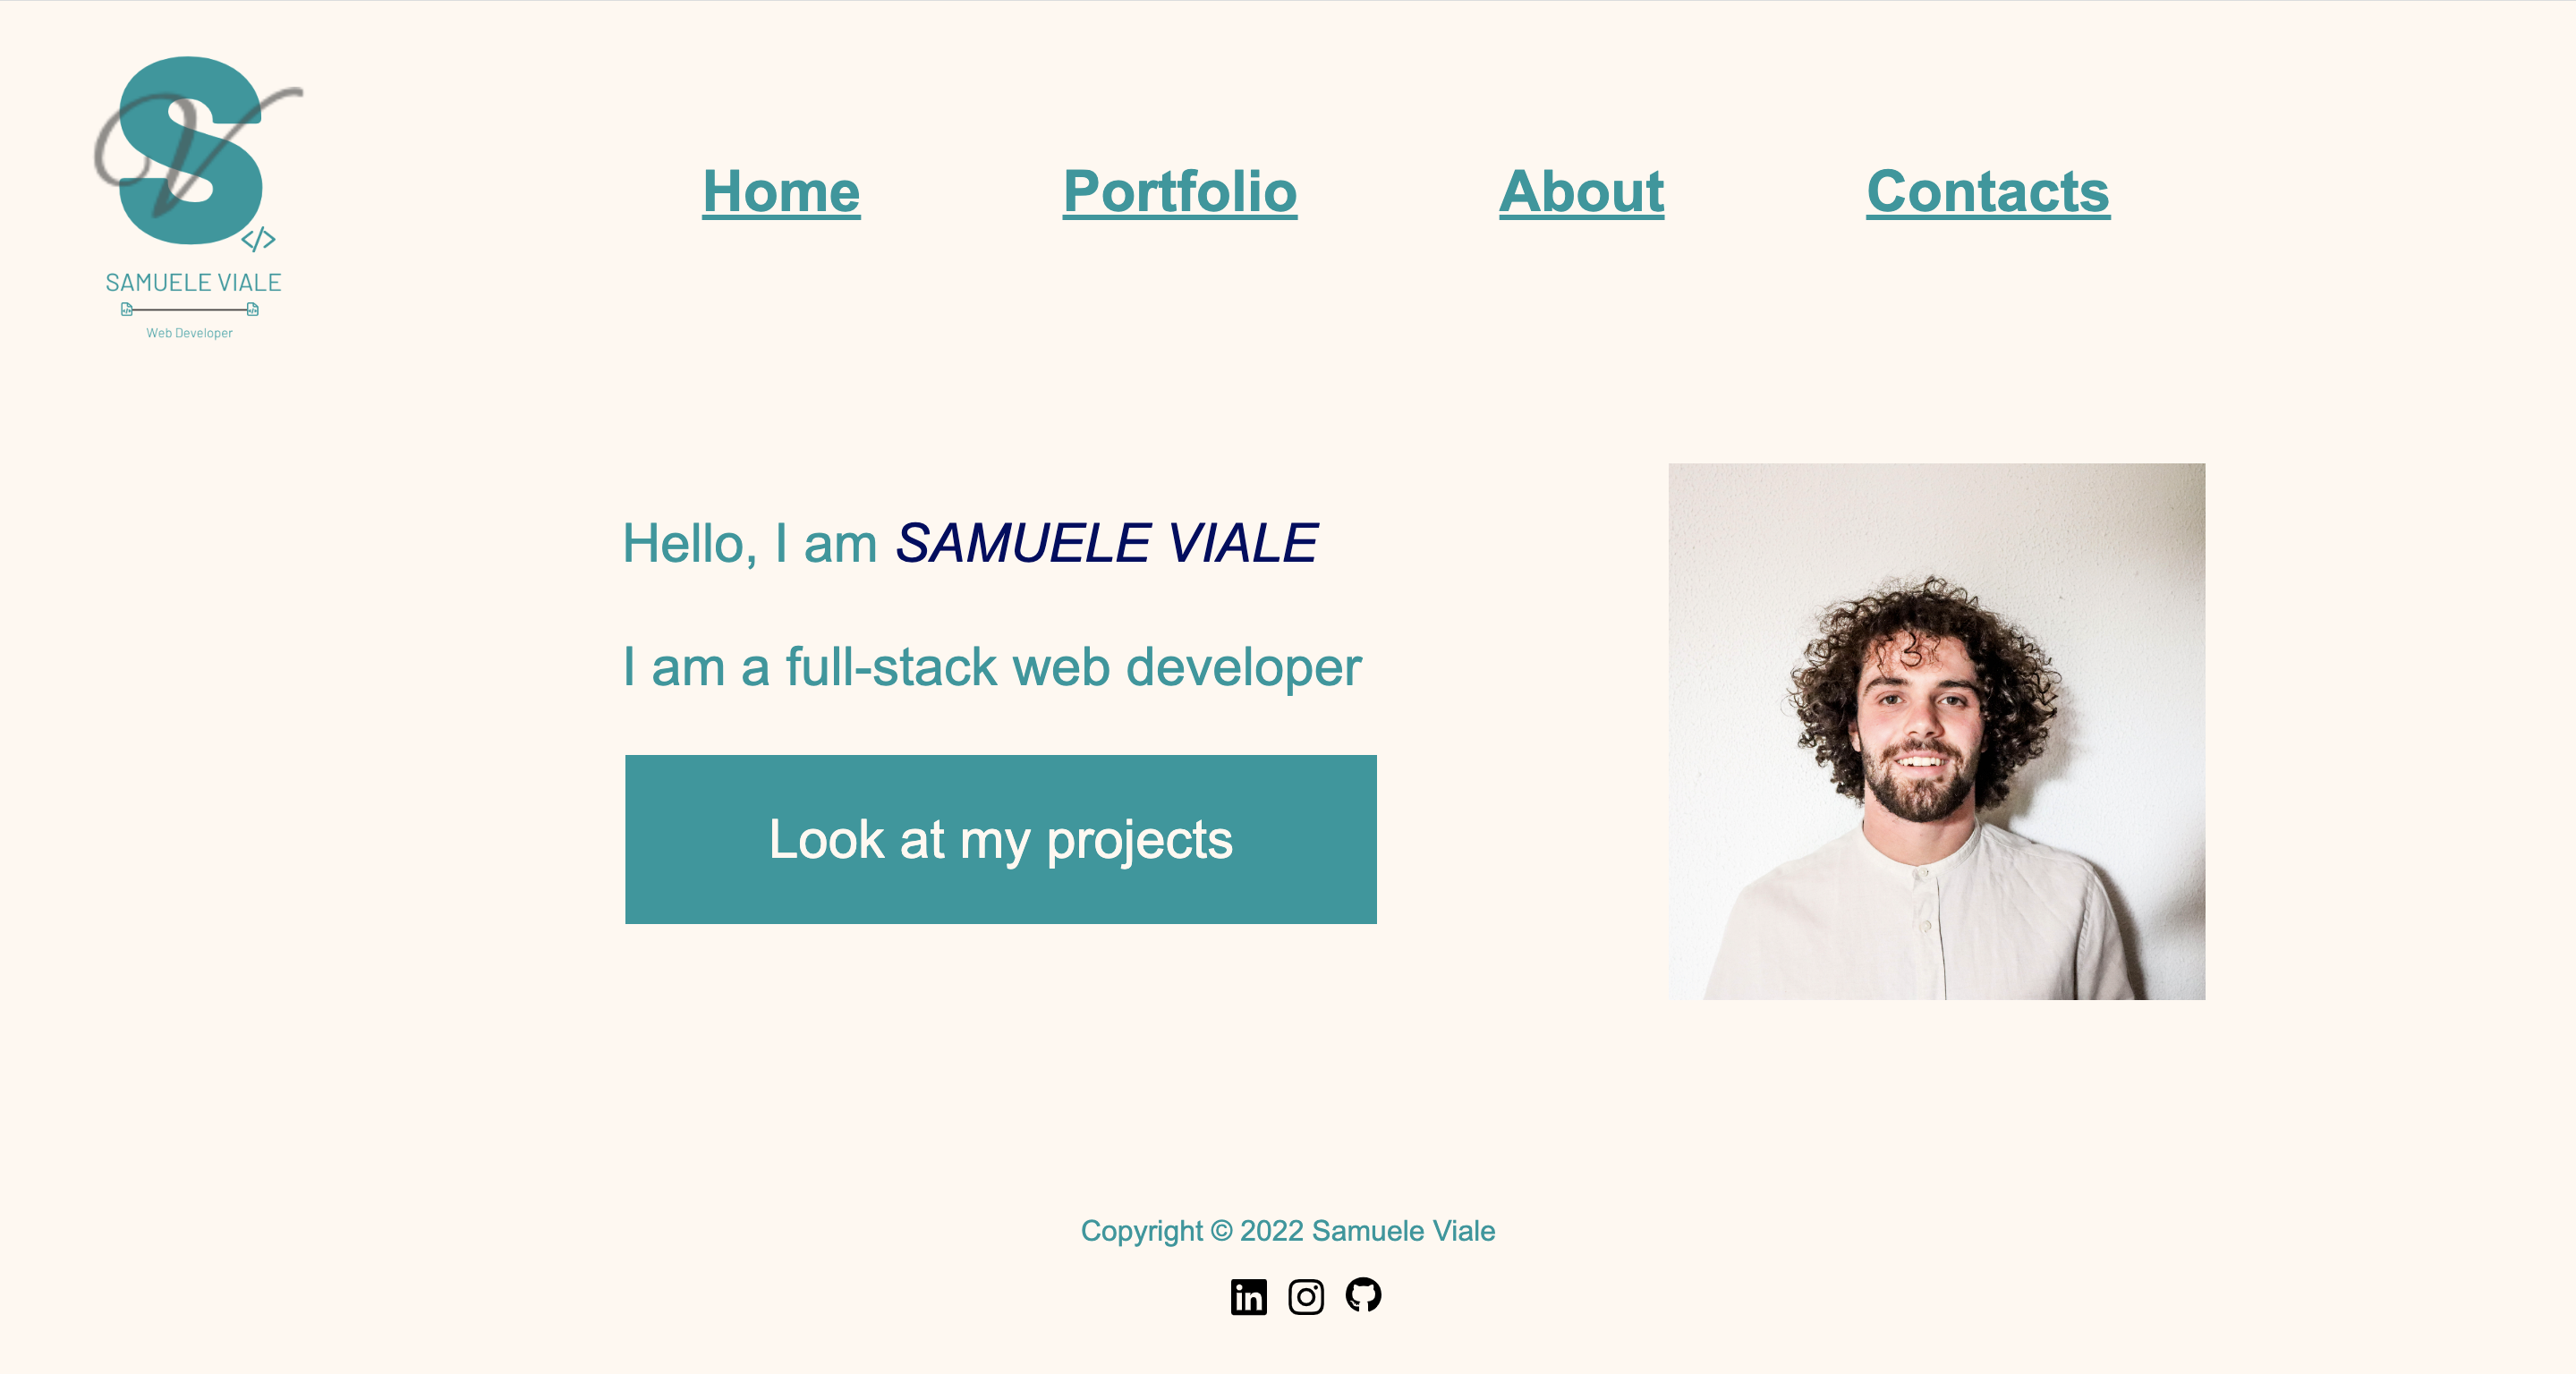 SV
</>
SAMUELE VIALE
Web Developer
Home Portfolio About Contacts
Hello, I am SAMUELE VIALE
I am a full-stack web developer
Look at my projects
Copyright © 2022 Samuele Viale
in